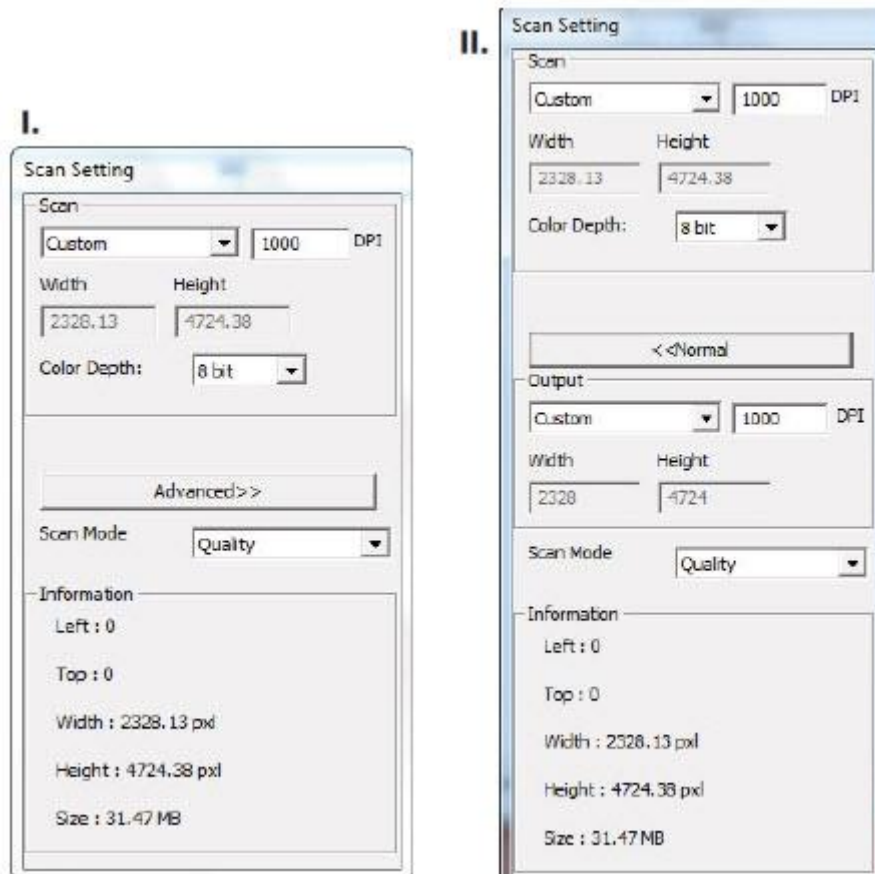 I.
Scan Setting
Scan
Custom 1000 DPI
Width Height
2328.13 4724.38
Color Depth: 8 bit
Advanced>>
Scan Mode Quality
Information
Left : 0
Top : 0
Width : 2328.13 pxl
Height : 4724.38 pxl
Size : 31.47 MB
II.
Scan Setting
Scan
Custom 1000 DPI
Width Height
2328.13 4724.38
Color Depth: 8 bit
<<Normal
Output
Custom 1000 DPI
Width Height
2328 4724
Scan Mode Quality
Information
Left : 0
Top : 0
Width : 2328.13 pxl
Height : 4724.38 pxl
Size : 31.47 MB